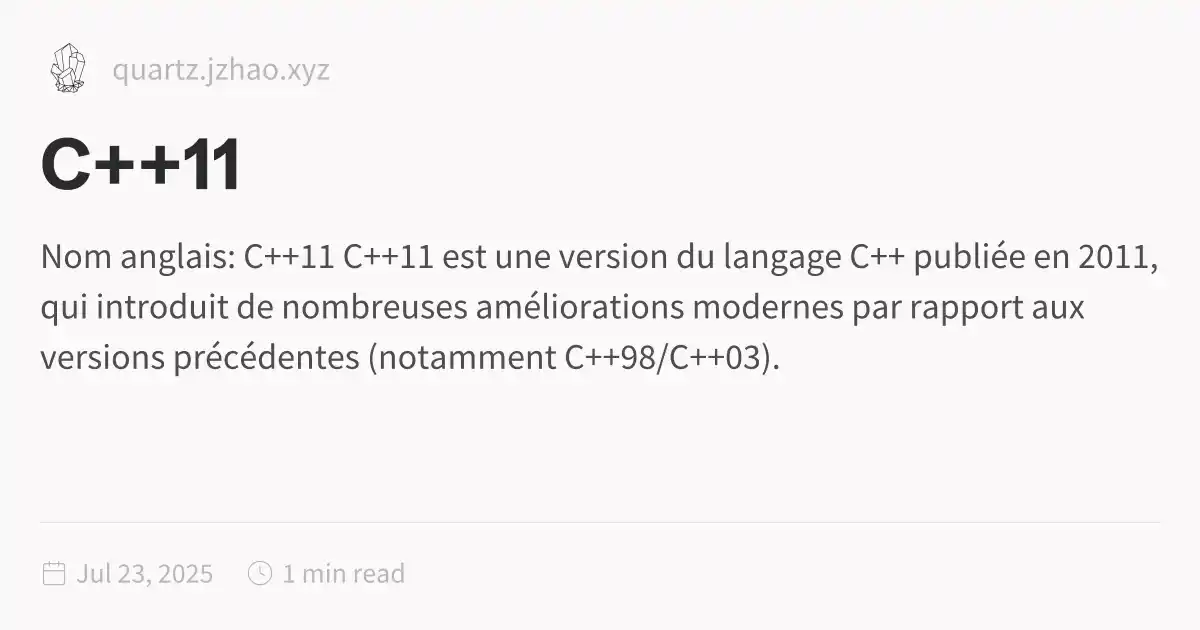 quartz.jzhao.xyz
C++11
Nom anglais: C++11 C++11 est une version du langage C++ publiée en 2011,
qui introduit de nombreuses améliorations modernes par rapport aux
versions précédentes (notamment C++98/C++03).
Jul 23, 2025 1 min read